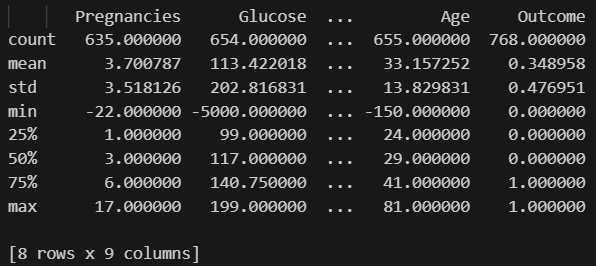 Pregnancies Glucose ... Age Outcome
count 635.000000 654.000000 ... 655.000000 768.000000
mean 3.700787 113.422018 ... 33.157252 0.348958
std 3.518126 202.816831 ... 13.829831 0.476951
min -22.000000 -5000.000000 ... -150.000000 0.000000
25% 1.000000 99.000000 ... 24.000000 0.000000
50% 3.000000 117.000000 ... 29.000000 0.000000
75% 6.000000 140.750000 ... 41.000000 1.000000
max 17.000000 199.000000 ... 81.000000 1.000000
[8 rows x 9 columns]